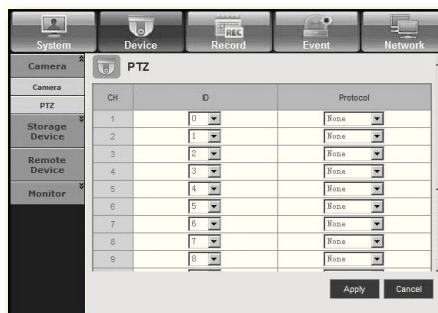 REC
System Device Record Event Network
Camera
Camera
PTZ
Storage
Device
Remote
Device
Monitor
PTZ
CH ID Protocol
1 0 None
2 1 None
3 2 None
4 3 None
5 4 None
6 5 None
7 6 None
8 7 None
9 8 None
Apply Cancel